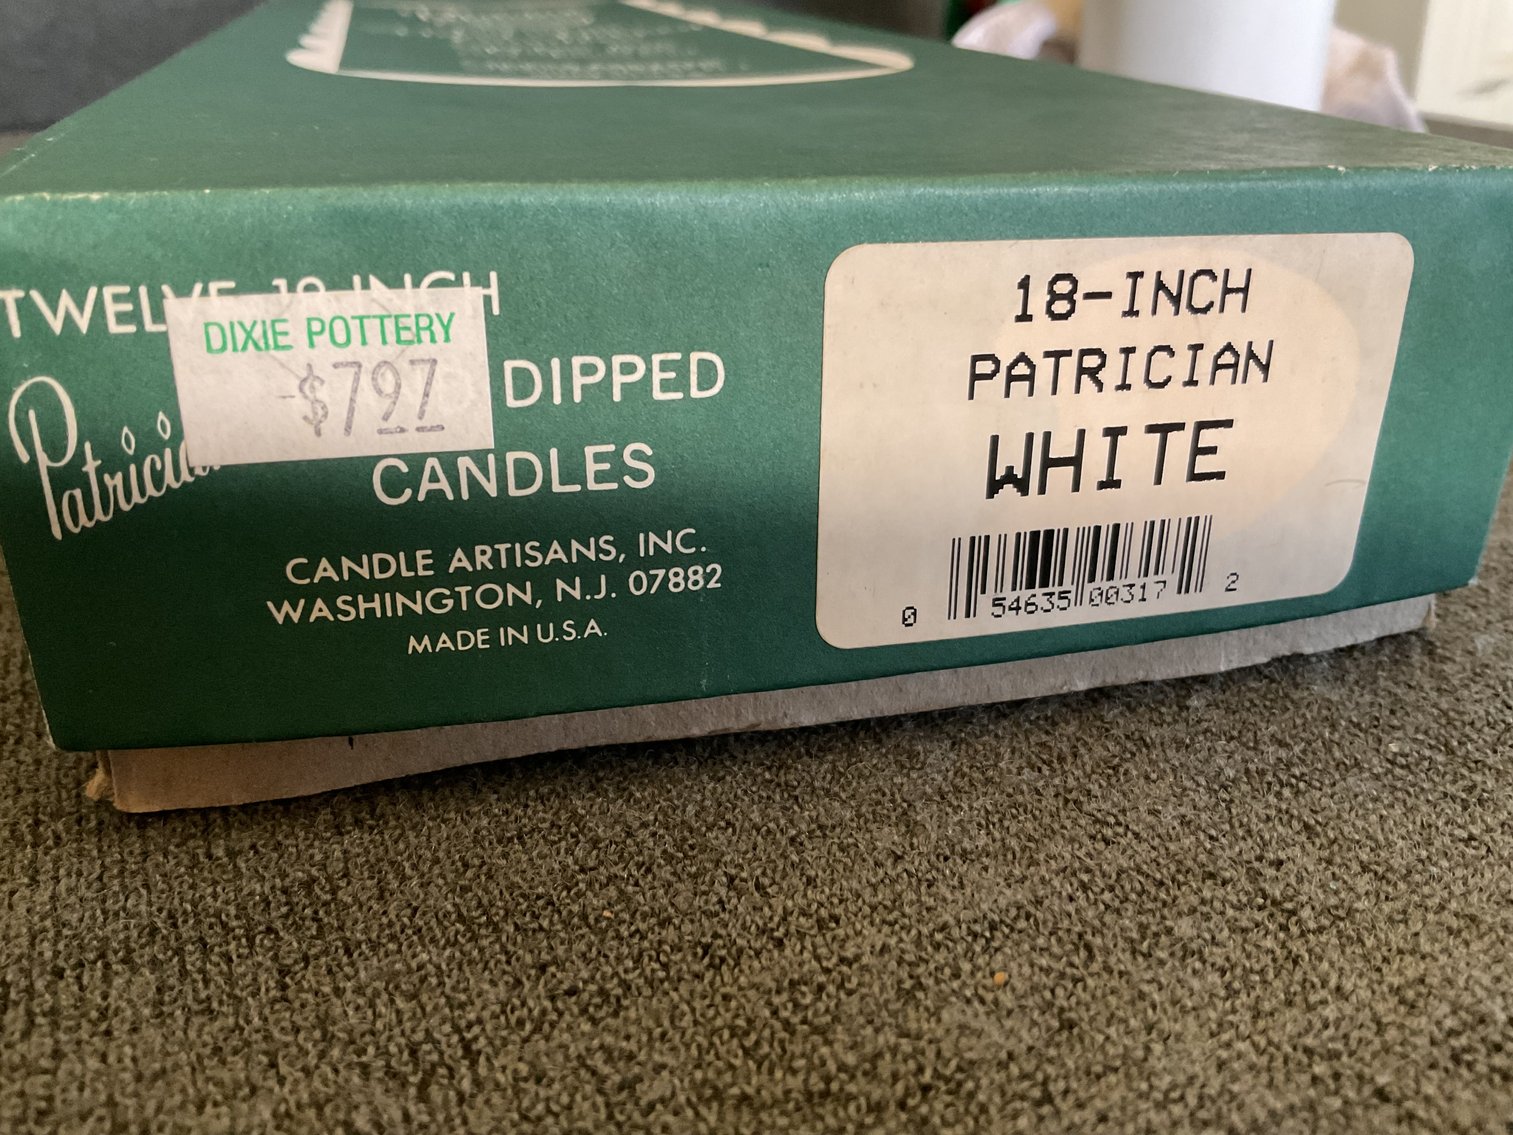 TWELVE 18-INCH
DIXIE POTTERY
$7.97
Patrician
DIPPED
CANDLES
CANDLE ARTISANS, INC.
WASHINGTON, N.J. 07882
MADE IN U.S.A.
18-INCH
PATRICIAN
WHITE
0 54635 00317 2